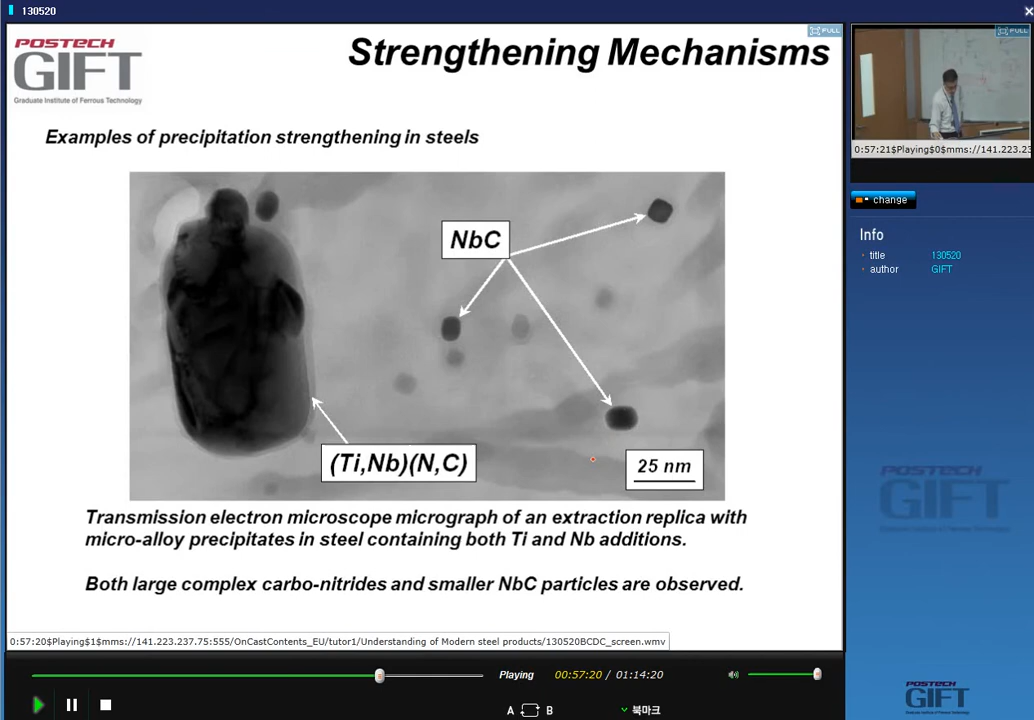 130520
POSTECH
GIFT
Graduate Institute of Ferrous Technology
Strengthening Mechanisms
FULL
Examples of precipitation strengthening in steels
NbC
(Ti,Nb)(N,C)
25 nm
Transmission electron microscope micrograph of an extraction replica with
micro-alloy precipitates in steel containing both Ti and Nb additions.
Both large complex carbo-nitrides and smaller NbC particles are observed.
0:57:20$Playing$1$mms://141.223.237.75:555/OnCastContents_EU/tutor1/Understanding of Modern steel products/130520BCDC_screen.wmv
Playing
00:57:20 / 01:14:20
A B
북마크
FULL
0:57:21$Playing$0$mms://141.223.23
change
Info
title 130520
author GIFT
POSTECH
GIFT
POSTECH
GIFT